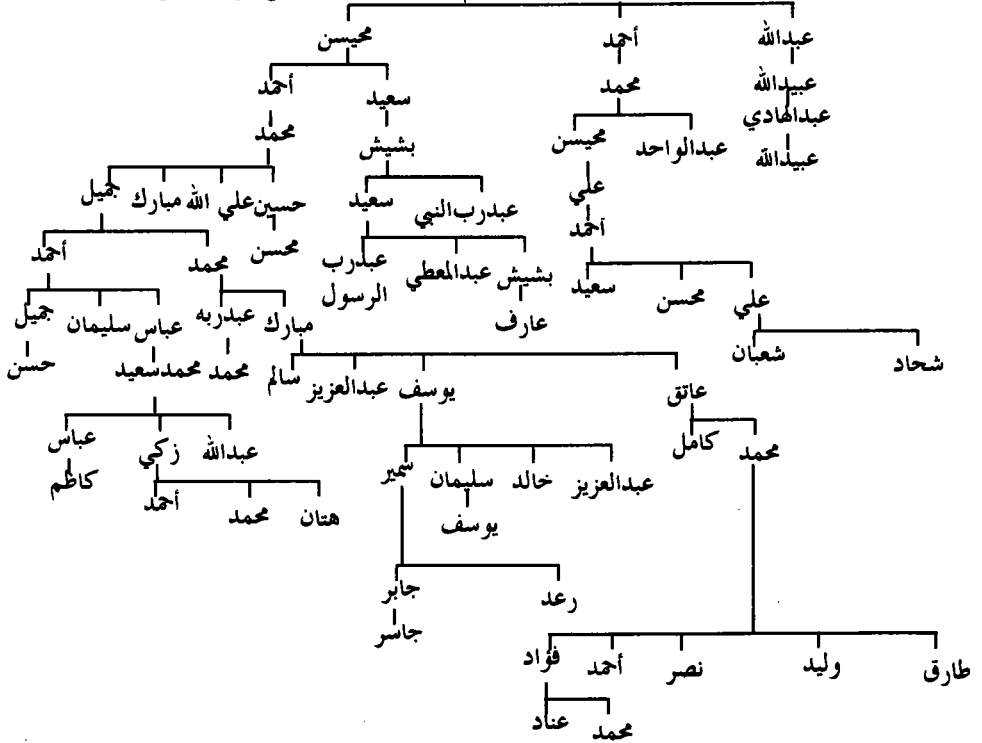 عبدالله أحمد محيسن
عبيدالله محمد سعيد أحمد
عبدالهادي عبدالواحد محيسن بشيش محمد
عبيدالله علي عبدرب النبي سعيد حسين علي الله مبارك جميل
أحمد محسن محمد أحمد
علي محسن سعيد بشيش عبدالمعطي عبدرب الرسول
عارف مبارك عبدربه عباس سليمان جميل
شحاد شعبان محمد محمدسعيد حسن
عاتق يوسف عبدالعزيز سالم
محمد كامل عبدالله زكي عباس
عبدالعزيز خالد سليمان سمير كاظم
يوسف هتان محمد أحمد
رعد جابر
جاسر
طارق وليد نصر أحمد فؤاد
محمد عناد